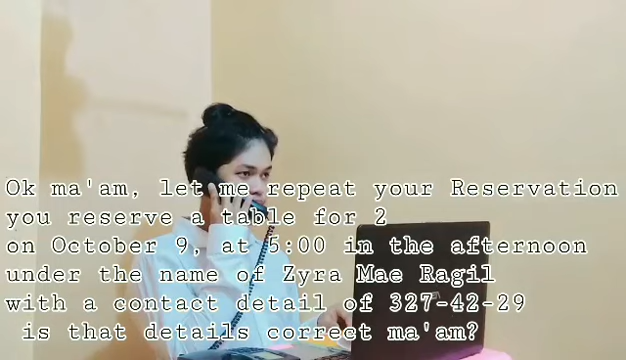 Ok ma'am, let me repeat your Reservation
you reserve a table for 2
on October 9, at 5:00 in the afternoon
under the name of Zyra Mae Ragil
with a contact detail of 327-42-29
is that details correct ma'am?